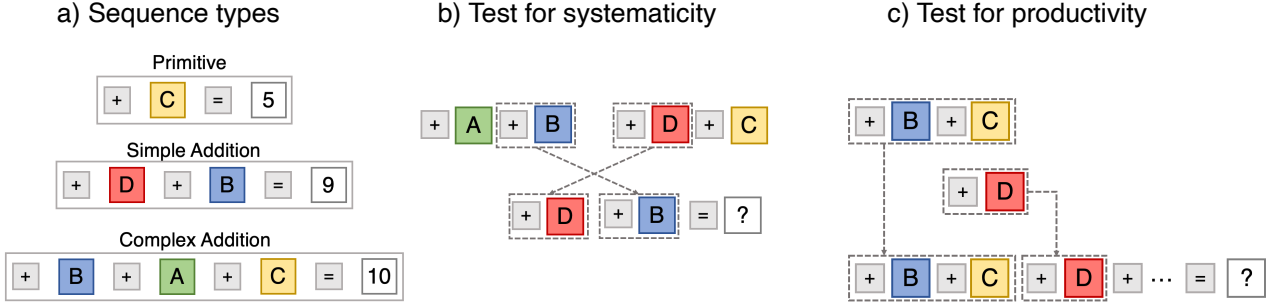 a) Sequence types
Primitive
+ C = 5
Simple Addition
+ D + B = 9
Complex Addition
+ B + A + C = 10
b) Test for systematicity
+ A + B + D + C
+ D + B = ?
c) Test for productivity
+ B + C
+ D
+ B + C + D + ... = ?